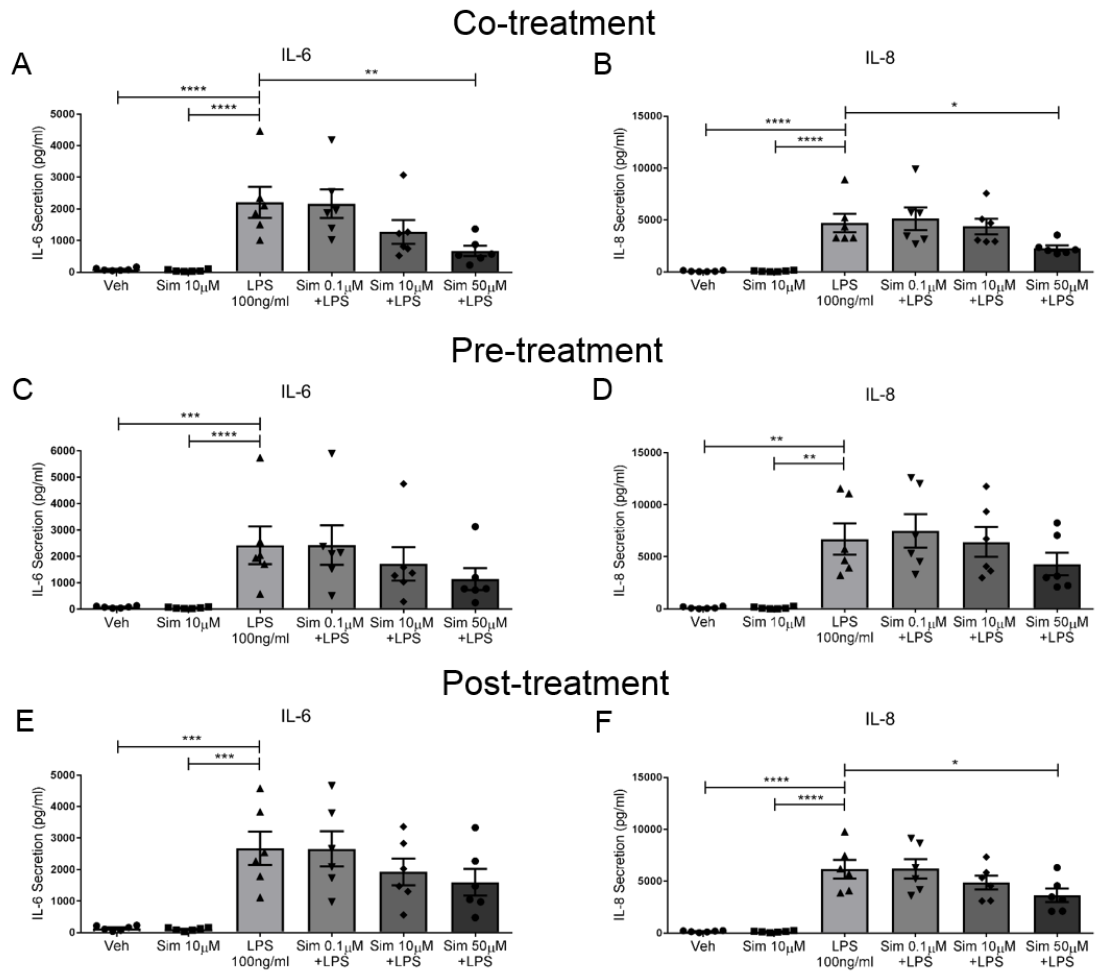 Co-treatment
A
IL-6
**
****
****
IL-6 Secretion (pg/ml)
5000
4000
3000
2000
1000
0
Veh Sim 10µM LPS Sim 0.1µM Sim 10µM Sim 50µM
100ng/ml +LPS +LPS +LPS
B
IL-8
*
****
****
IL-8 Secretion (pg/ml)
15000
10000
5000
0
Veh Sim 10µM LPS Sim 0.1µM Sim 10µM Sim 50µM
100ng/ml +LPS +LPS +LPS
Pre-treatment
C
IL-6
***
****
IL-6 Secretion (pg/ml)
6000
5000
4000
3000
2000
1000
0
Veh Sim 10µM LPS Sim 0.1µM Sim 10µM Sim 50µM
100ng/ml +LPS +LPS +LPS
D
IL-8
**
**
IL-8 Secretion (pg/ml)
15000
10000
5000
0
Veh Sim 10µM LPS Sim 0.1µM Sim 10µM Sim 50µM
100ng/ml +LPS +LPS +LPS
Post-treatment
E
IL-6
***
***
IL-6 Secretion (pg/ml)
5000
4000
3000
2000
1000
0
Veh Sim 10µM LPS Sim 0.1µM Sim 10µM Sim 50µM
100ng/ml +LPS +LPS +LPS
F
IL-8
*
****
****
IL-8 Secretion (pg/ml)
15000
10000
5000
0
Veh Sim 10µM LPS Sim 0.1µM Sim 10µM Sim 50µM
100ng/ml +LPS +LPS +LPS